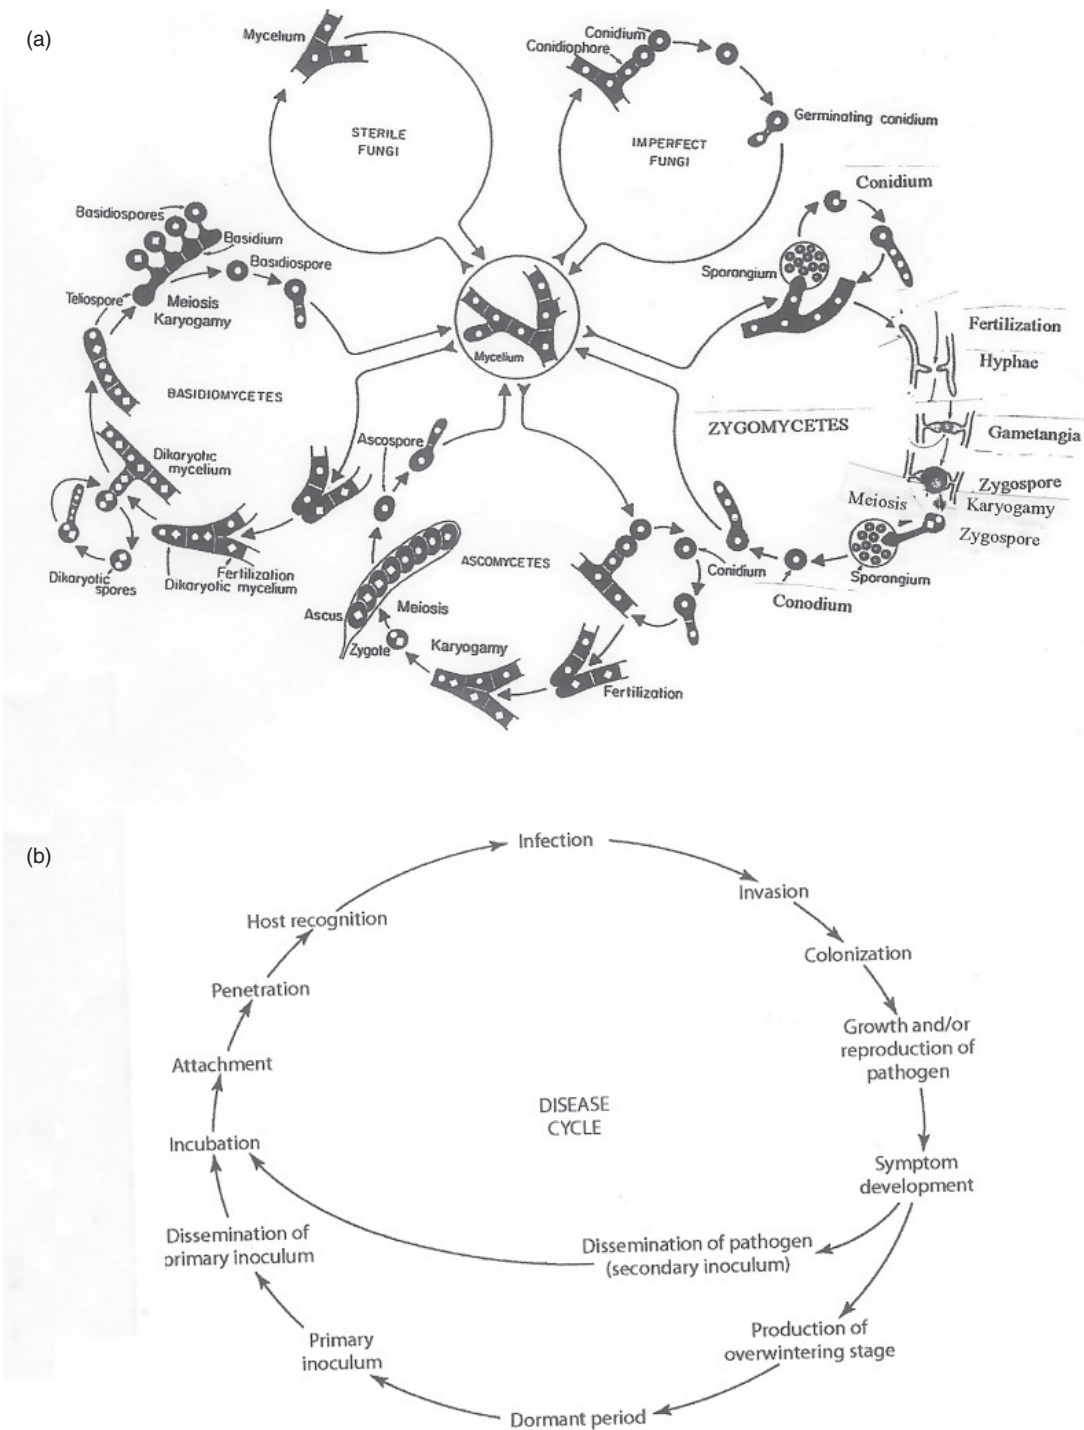 (a)
Mycelium
STERILE
FUNGI
Conidium
Conidiophore
Germinating conidium
IMPERFECT
FUNGI
Conidium
Sporangium
Fertilization
Hyphae
Gametangia
Zygospore
Karyogamy
Zygospore
Meiosis
Sporangium
Conodium
ZYGOMYCETES
Mycelium
Basidiospores
Basidium
Basidiospore
Teliospore
Meiosis
Karyogamy
BASIDIOMYCETES
Dikaryotic
mycelium
Dikaryotic
spores
Fertilization
Dikaryotic mycelium
Ascospore
ASCOMYCETES
Ascus
Meiosis
Zygote
Karyogamy
Fertilization
Conidium
(b)
Infection
Invasion
Colonization
Growth and/or
reproduction of
pathogen
Symptom
development
Dissemination of pathogen
(secondary inoculum)
Production of
overwintering stage
Dormant period
Primary
inoculum
Dissemination of
primary inoculum
Incubation
Attachment
Penetration
Host recognition
DISEASE
CYCLE